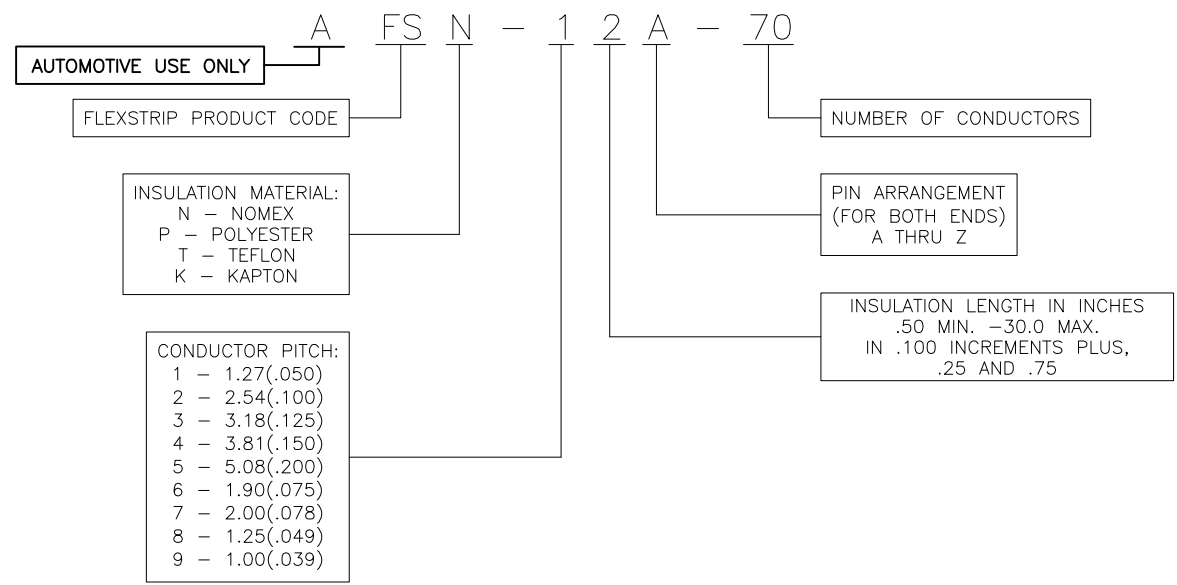 A FS N - 1 2 A - 70
AUTOMOTIVE USE ONLY
FLEXSTRIP PRODUCT CODE
NUMBER OF CONDUCTORS
INSULATION MATERIAL:
N - NOMEX
P - POLYESTER
T - TEFLON
K - KAPTON
PIN ARRANGEMENT
(FOR BOTH ENDS)
A THRU Z
INSULATION LENGTH IN INCHES
.50 MIN. -30.0 MAX.
IN .100 INCREMENTS PLUS,
.25 AND .75
CONDUCTOR PITCH:
1 - 1.27(.050)
2 - 2.54(.100)
3 - 3.18(.125)
4 - 3.81(.150)
5 - 5.08(.200)
6 - 1.90(.075)
7 - 2.00(.078)
8 - 1.25(.049)
9 - 1.00(.039)